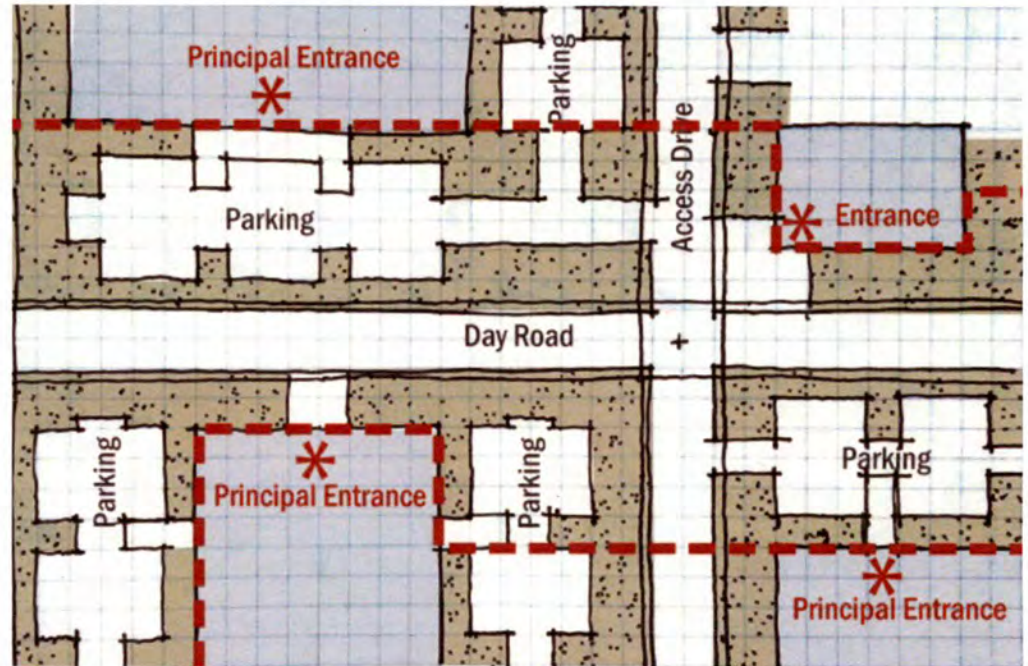 Principal Entrance
Parking
Access Drive
Parking
Entrance
Day Road
Parking
Principal Entrance
Parking
Parking
Principal Entrance